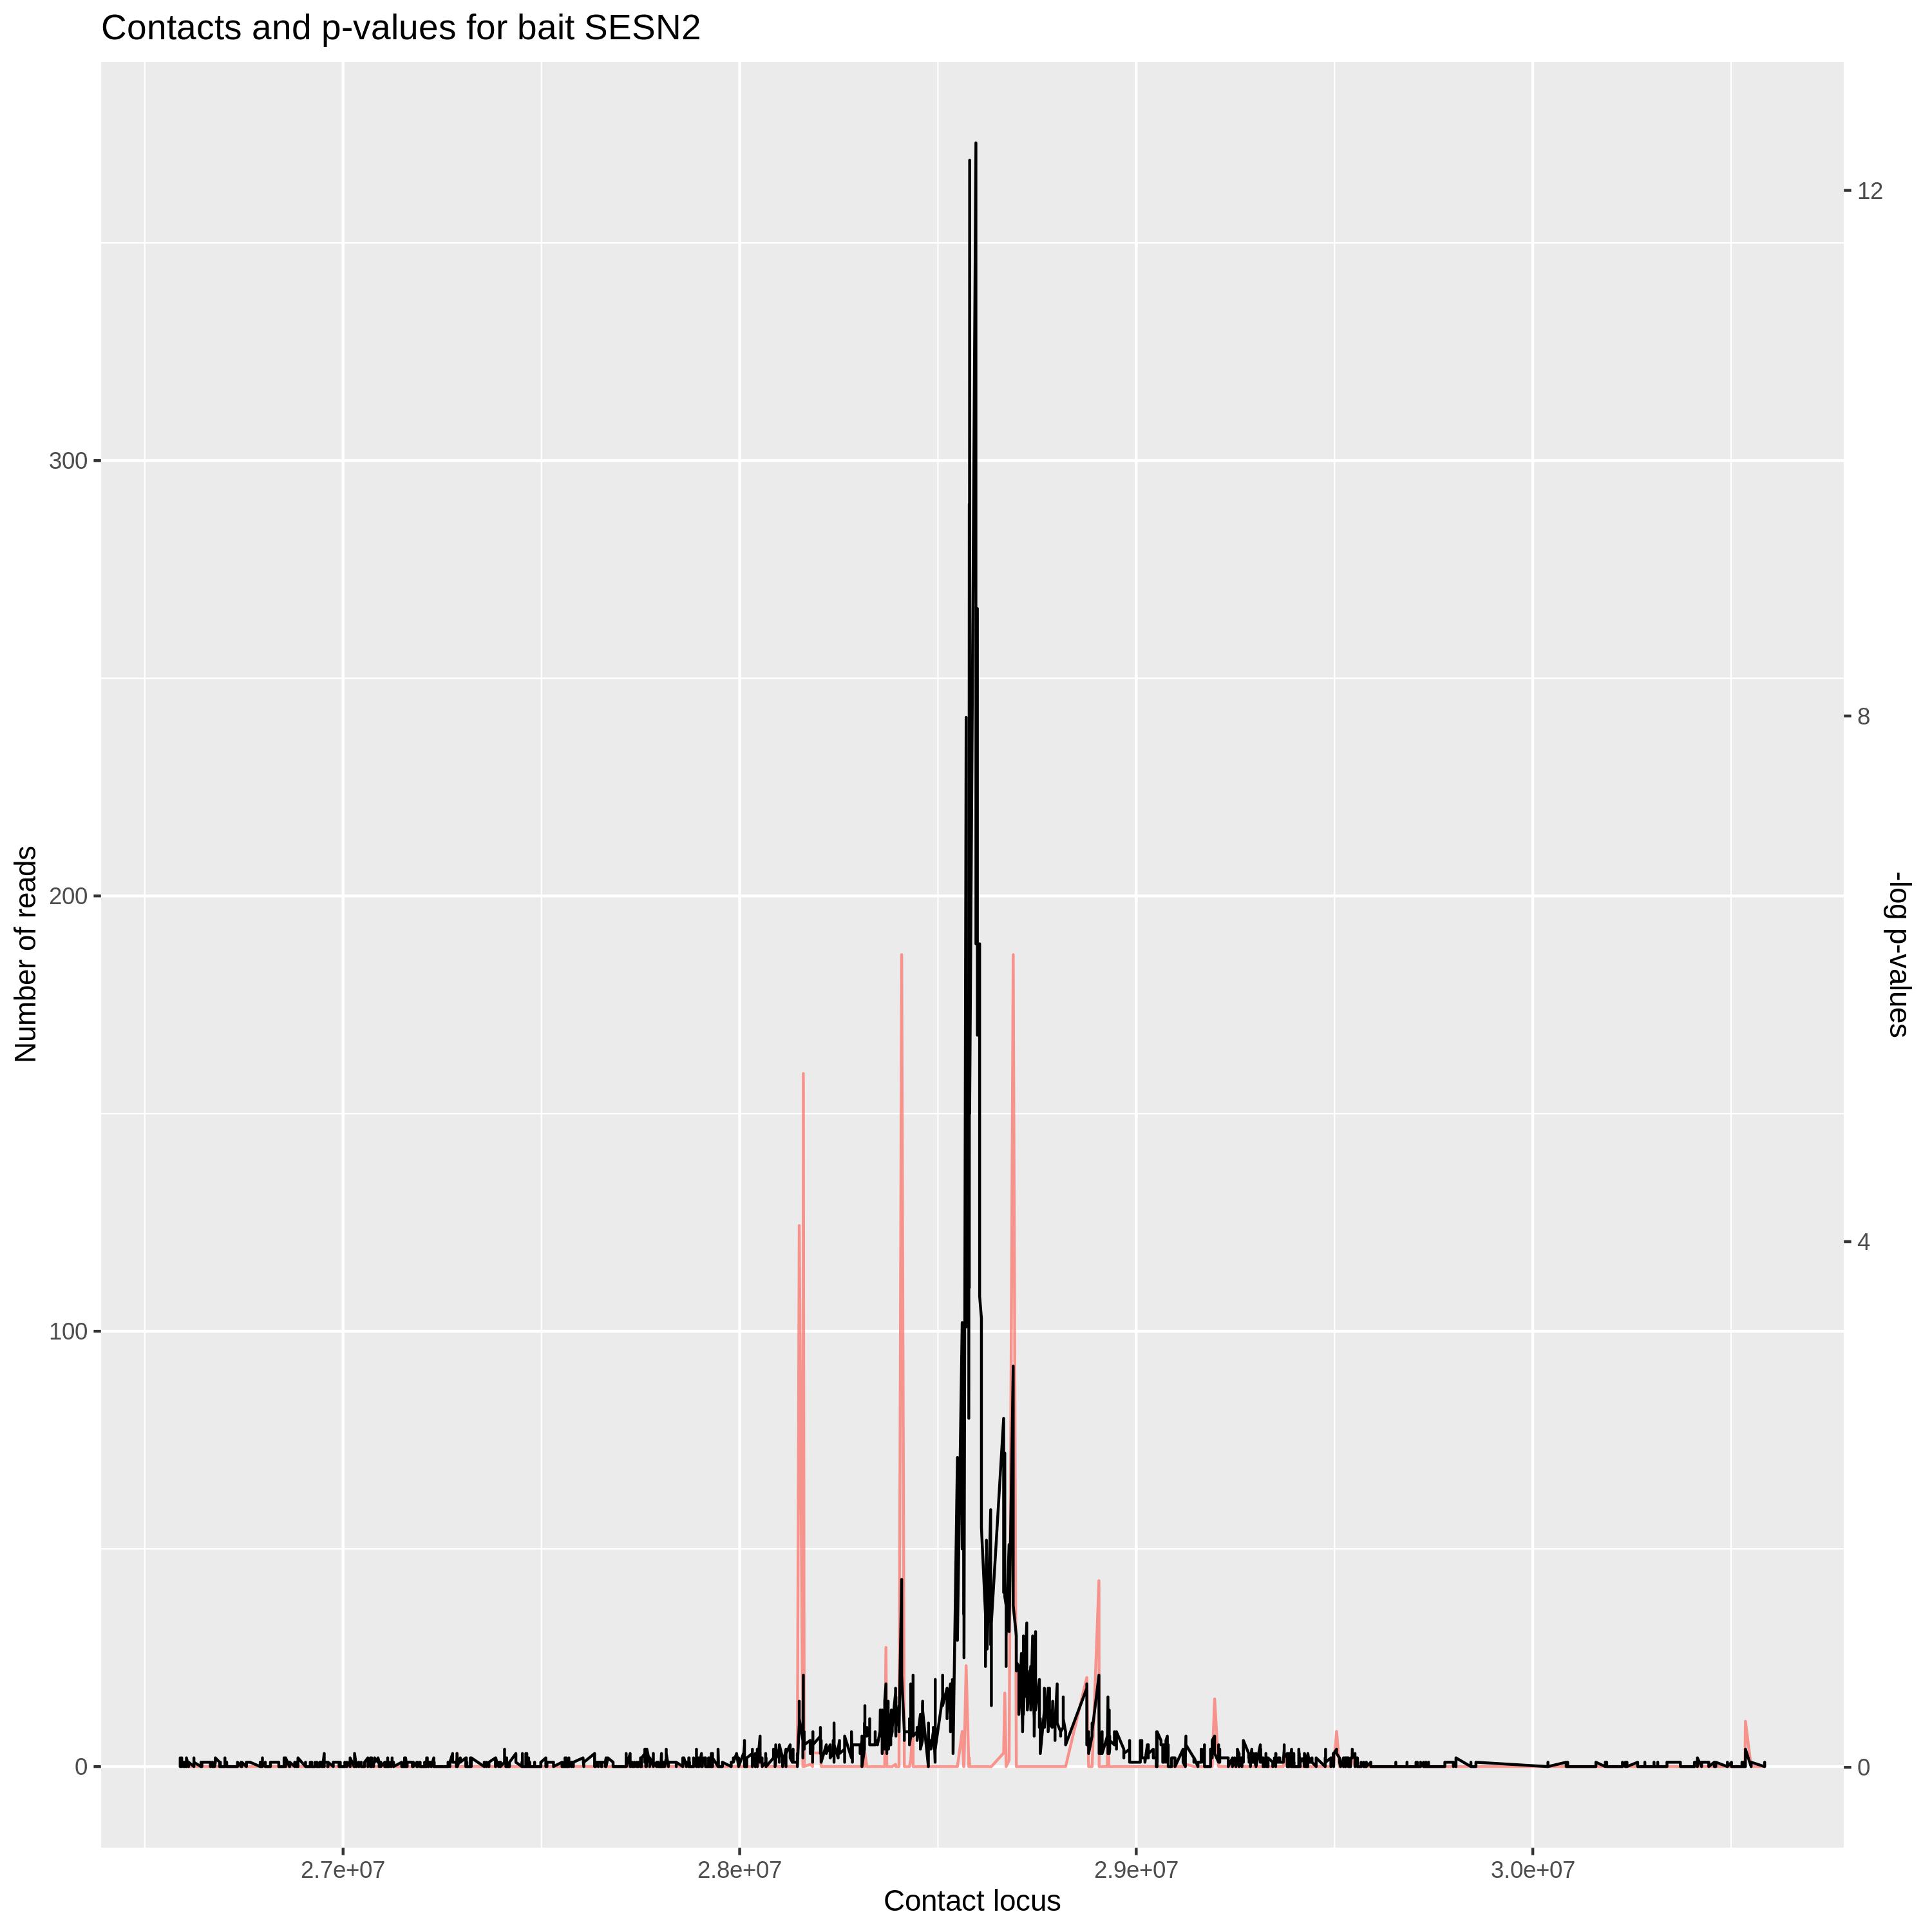 Contacts and p-values for bait SESN2
300
200
100
0
12
8
4
0
Number of reads
-log p-values
2.7e+07
2.8e+07
2.9e+07
3.0e+07
Contact locus